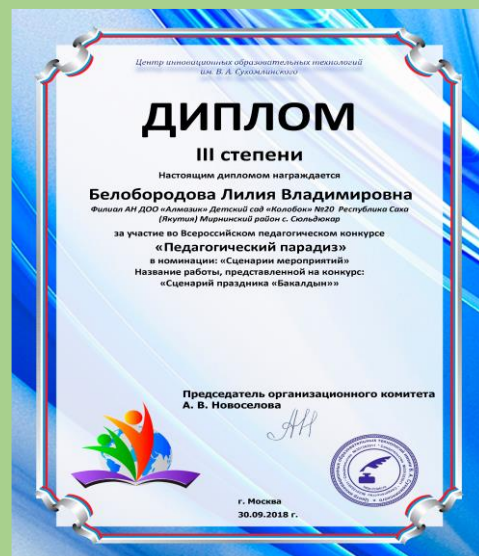 Центр инновационных образовательных технологий
им. В. А. Сухомлинского
ДИПЛОМ
III степени
Настоящим дипломом награждается
Белобородова Лилия Владимировна
Филиал АН ДОО «Алмазик» Детский сад «Колобок» №20 Республика Саха
(Якутия) Мирнинский район с. Сюльдюкар
за участие во Всероссийском педагогическом конкурсе
«Педагогический парадиз»
в номинации: «Сценарии мероприятий»
Название работы, представленной на конкурс:
«Сценарий праздника «Бакалдын»»
Председатель организационного комитета
А. В. Новоселова
г. Москва
30.09.2018 г.